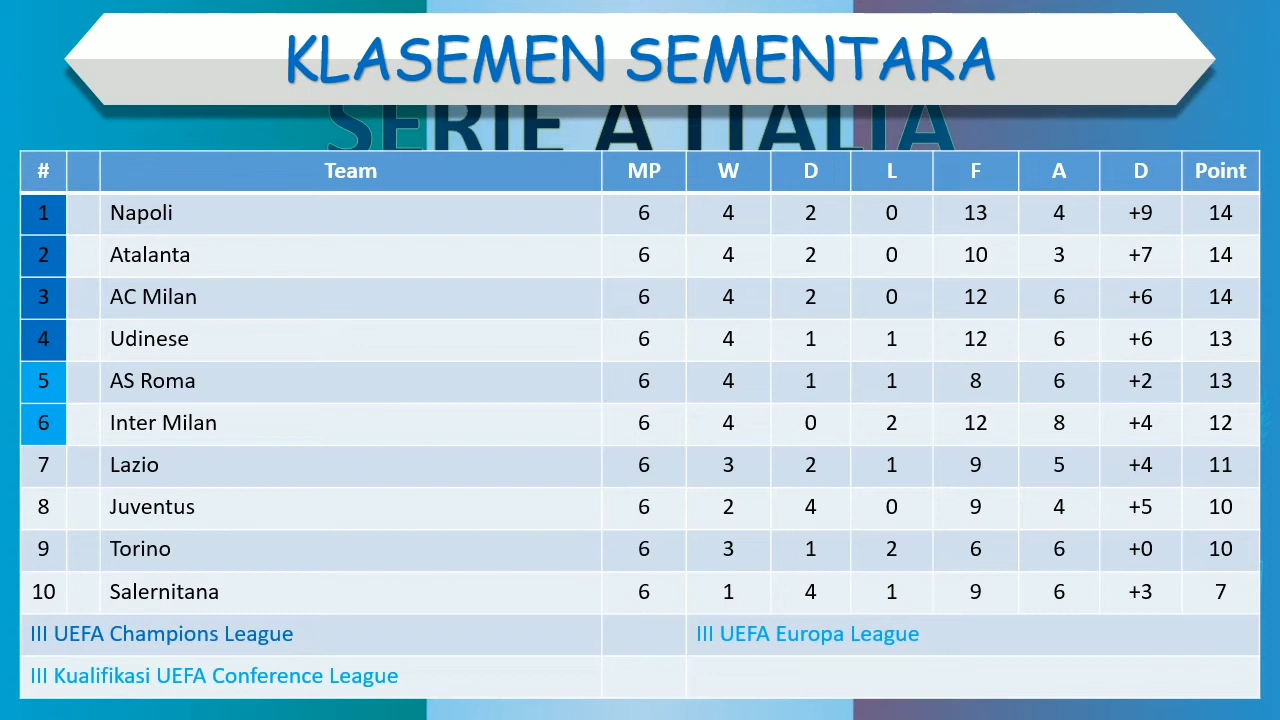 KLASEMEN SEMENTARA
SERIE A ITALIA
# Team MP W D L F A D Point
1 Napoli 6 4 2 0 13 4 +9 14
2 Atalanta 6 4 2 0 10 3 +7 14
3 AC Milan 6 4 2 0 12 6 +6 14
4 Udinese 6 4 1 1 12 6 +6 13
5 AS Roma 6 4 1 1 8 6 +2 13
6 Inter Milan 6 4 0 2 12 8 +4 12
7 Lazio 6 3 2 1 9 5 +4 11
8 Juventus 6 2 4 0 9 4 +5 10
9 Torino 6 3 1 2 6 6 +0 10
10 Salernitana 6 1 4 1 9 6 +3 7
III UEFA Champions League III UEFA Europa League
III Kualifikasi UEFA Conference League